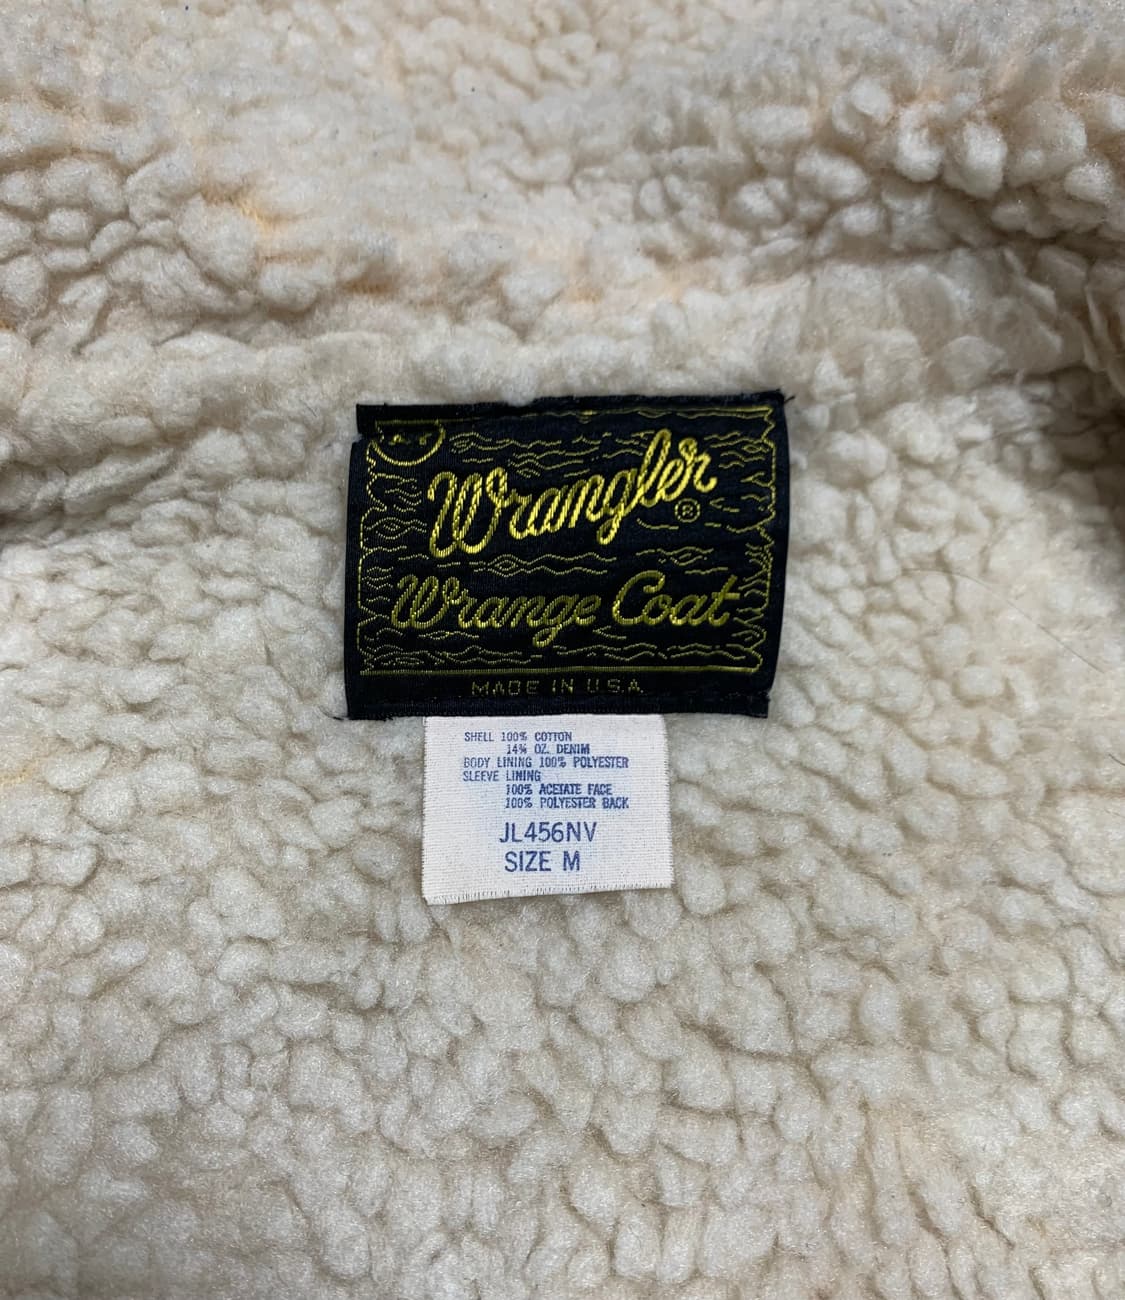 Wrangler®
Wrange Coat
MADE IN U.S.A.
SHELL 100% COTTON
14¾ OZ. DENIM
BODY LINING 100% POLYESTER
SLEEVE LINING
100% ACETATE FACE
100% POLYESTER BACK
JL456NV
SIZE M